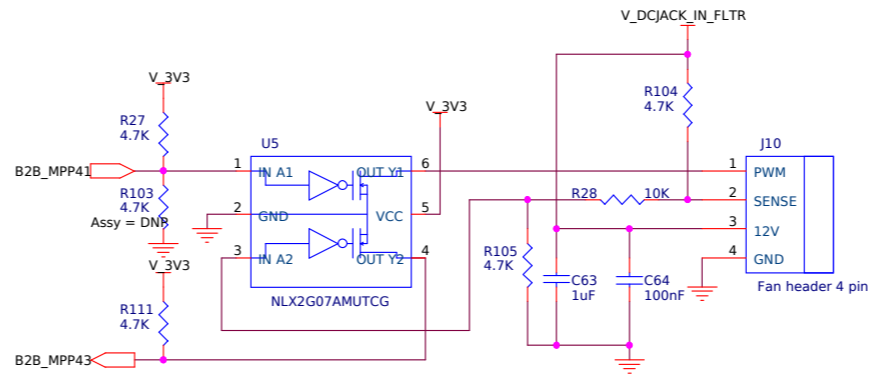 V_DCJACK_IN_FLTR
V_3V3
R27
4.7K
V_3V3
R104
4.7K
U5
J10
B2B_MPP41
1
IN A1
OUT Y1
6
1
PWM
R103
4.7K
Assy = DNP
2
GND
VCC
5
R28
10K
2
SENSE
3
12V
V_3V3
3
IN A2
OUT Y2
4
R105
4.7K
4
GND
C63
1uF
C64
100nF
Fan header 4 pin
R111
4.7K
NLX2G07AMUTCG
B2B_MPP43